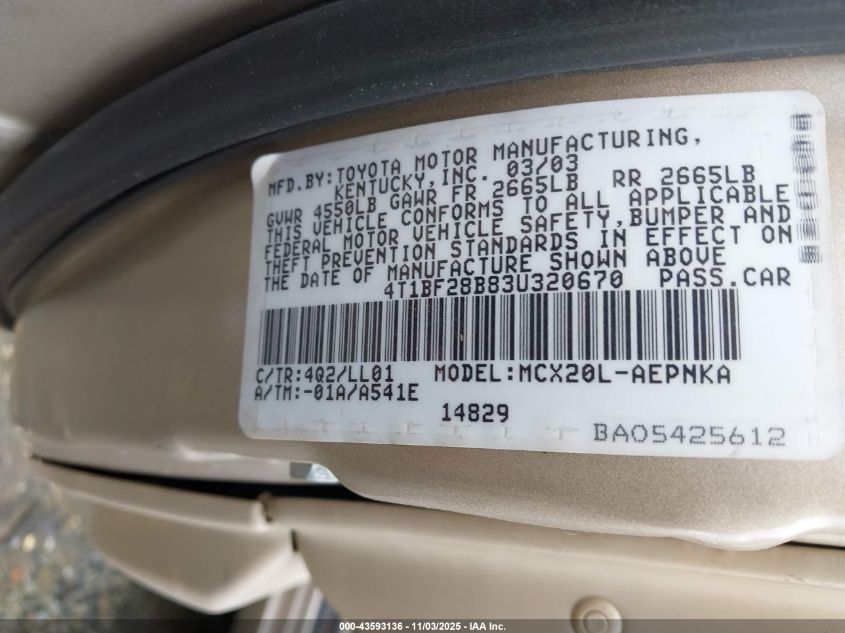 MFD.BY:TOYOTA MOTOR MANUFACTURING,
KENTUCKY,INC. 03/03
GVWR 4550LB GAWR FR 2665LB RR 2665LB
THIS VEHICLE CONFORMS TO ALL APPLICABLE
FEDERAL MOTOR VEHICLE SAFETY,BUMPER AND
THEFT PREVENTION STANDARDS IN EFFECT ON
THE DATE OF MANUFACTURE SHOWN ABOVE
4T1BF28B83U320670 PASS.CAR
C/TR:4Q2/LL01 MODEL:MCX20L-AEPNKA
A/TM:-01A/A541E
14829
BA05425612
000-43593136 - 11/03/2025 - IAA Inc.